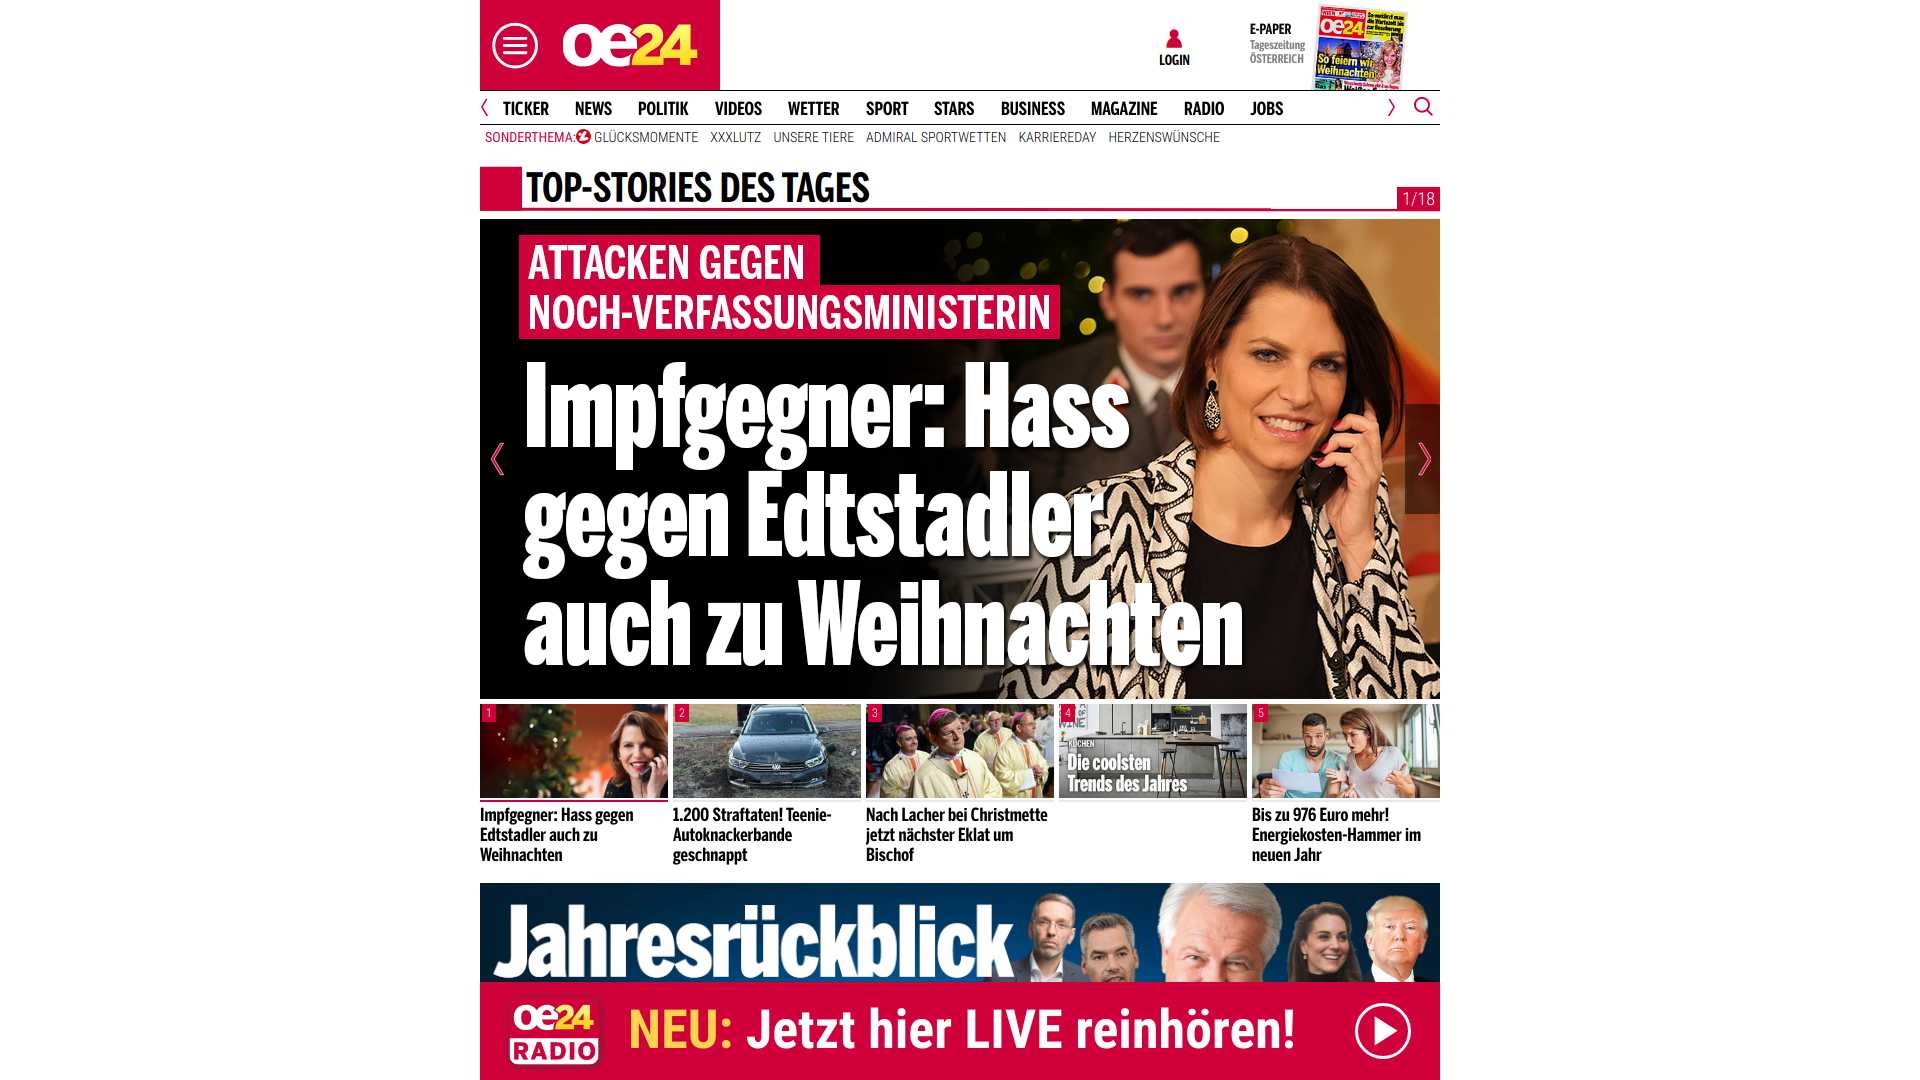 oe24
LOGIN
E-PAPER
Tageszeitung
ÖSTERREICH
oe24
So feiern wir
Weihnachten
TICKER NEWS POLITIK VIDEOS WETTER SPORT STARS BUSINESS MAGAZINE RADIO JOBS
SONDERTHEMA: GLÜCKSMOMENTE XXXLUTZ UNSERE TIERE ADMIRAL SPORTWETTEN KARRIEREDAY HERZENSWÜNSCHE
TOP-STORIES DES TAGES
1/18
ATTACKEN GEGEN
NOCH-VERFASSUNGSMINISTERIN
Impfgegner: Hass
gegen Edtstadler
auch zu Weihnachten
1
Impfgegner: Hass gegen
Edtstadler auch zu
Weihnachten
2
1.200 Straftaten! Teenie-
Autoknackerbande
geschnappt
3
Nach Lacher bei Christmette
jetzt nächster Eklat um
Bischof
4
WINE
KÜCHEN
Die coolsten
Trends des Jahres
5
Bis zu 976 Euro mehr!
Energiekosten-Hammer im
neuen Jahr
Jahresrückblick
oe24
RADIO
NEU: Jetzt hier LIVE reinhören!